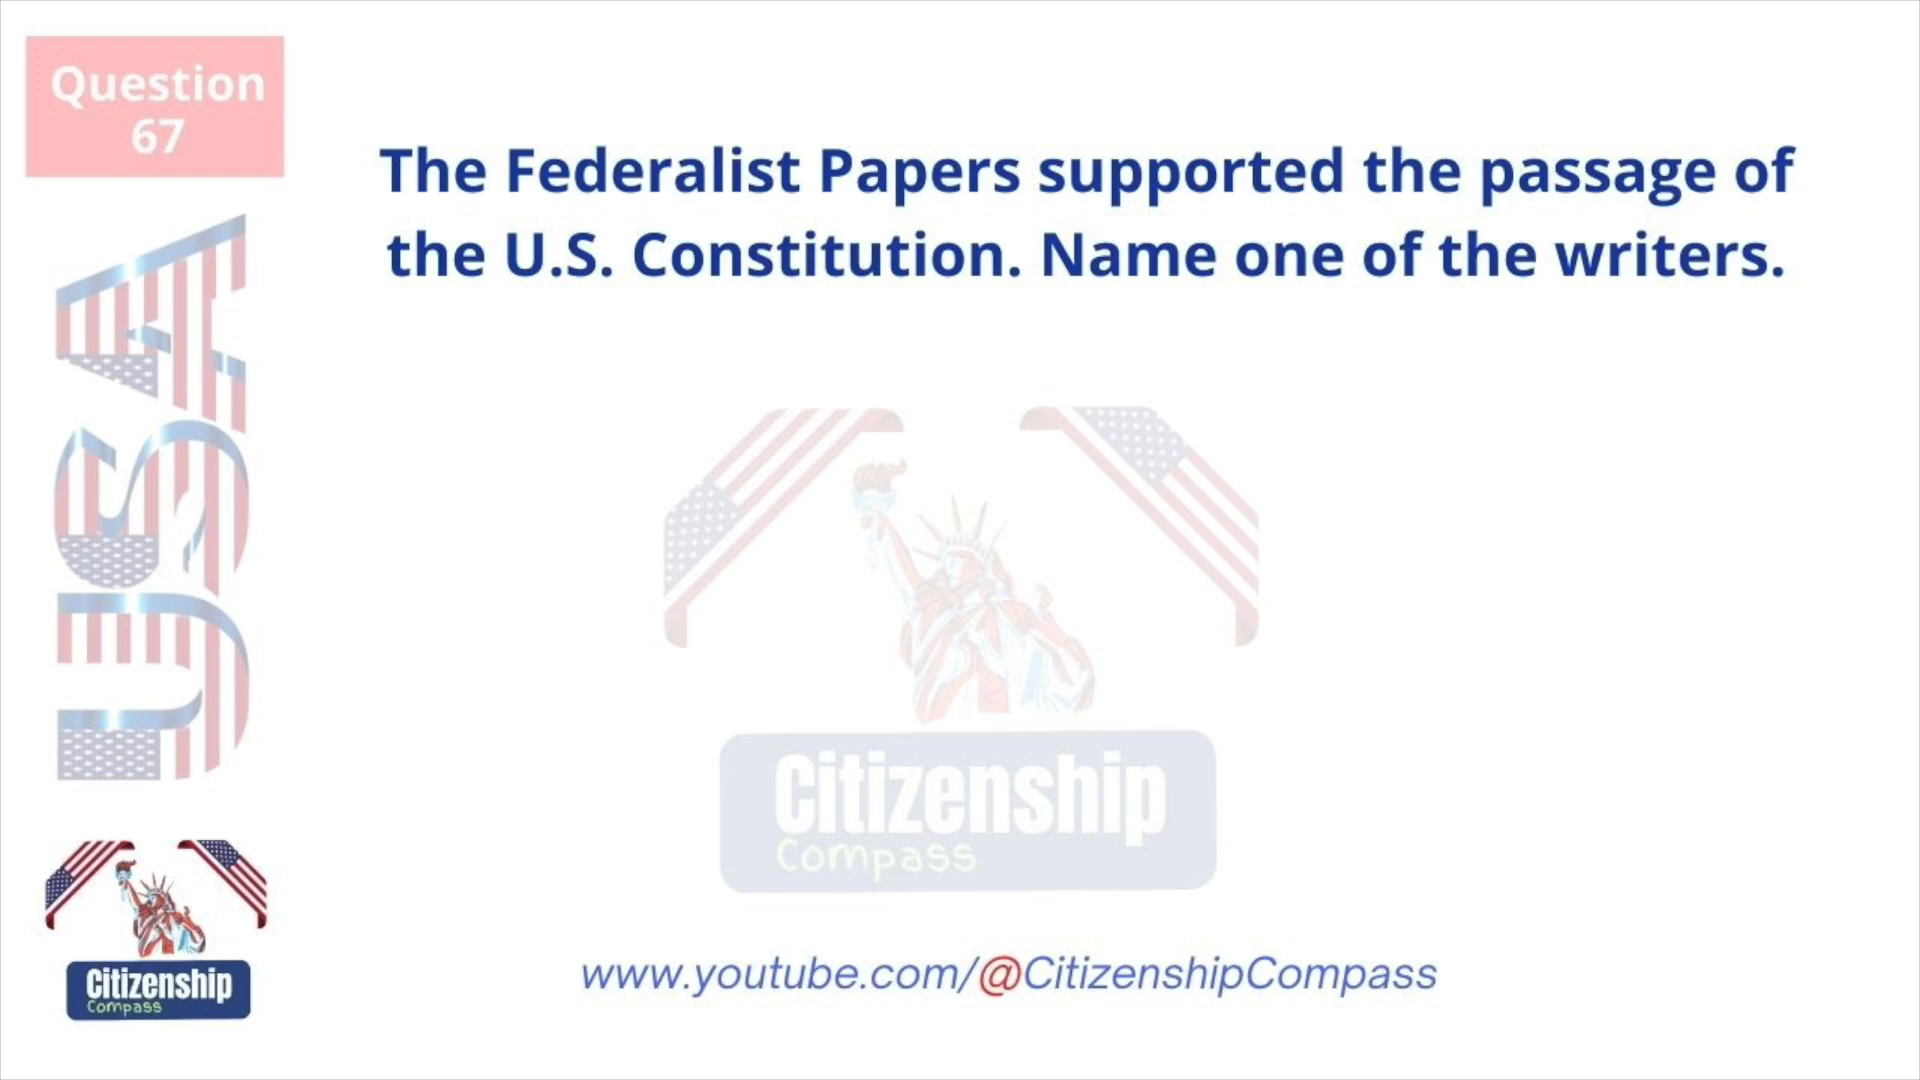 Question
67
The Federalist Papers supported the passage of
the U.S. Constitution. Name one of the writers.
USA
Citizenship
Compass
Citizenship
Compass
www.youtube.com/@CitizenshipCompass